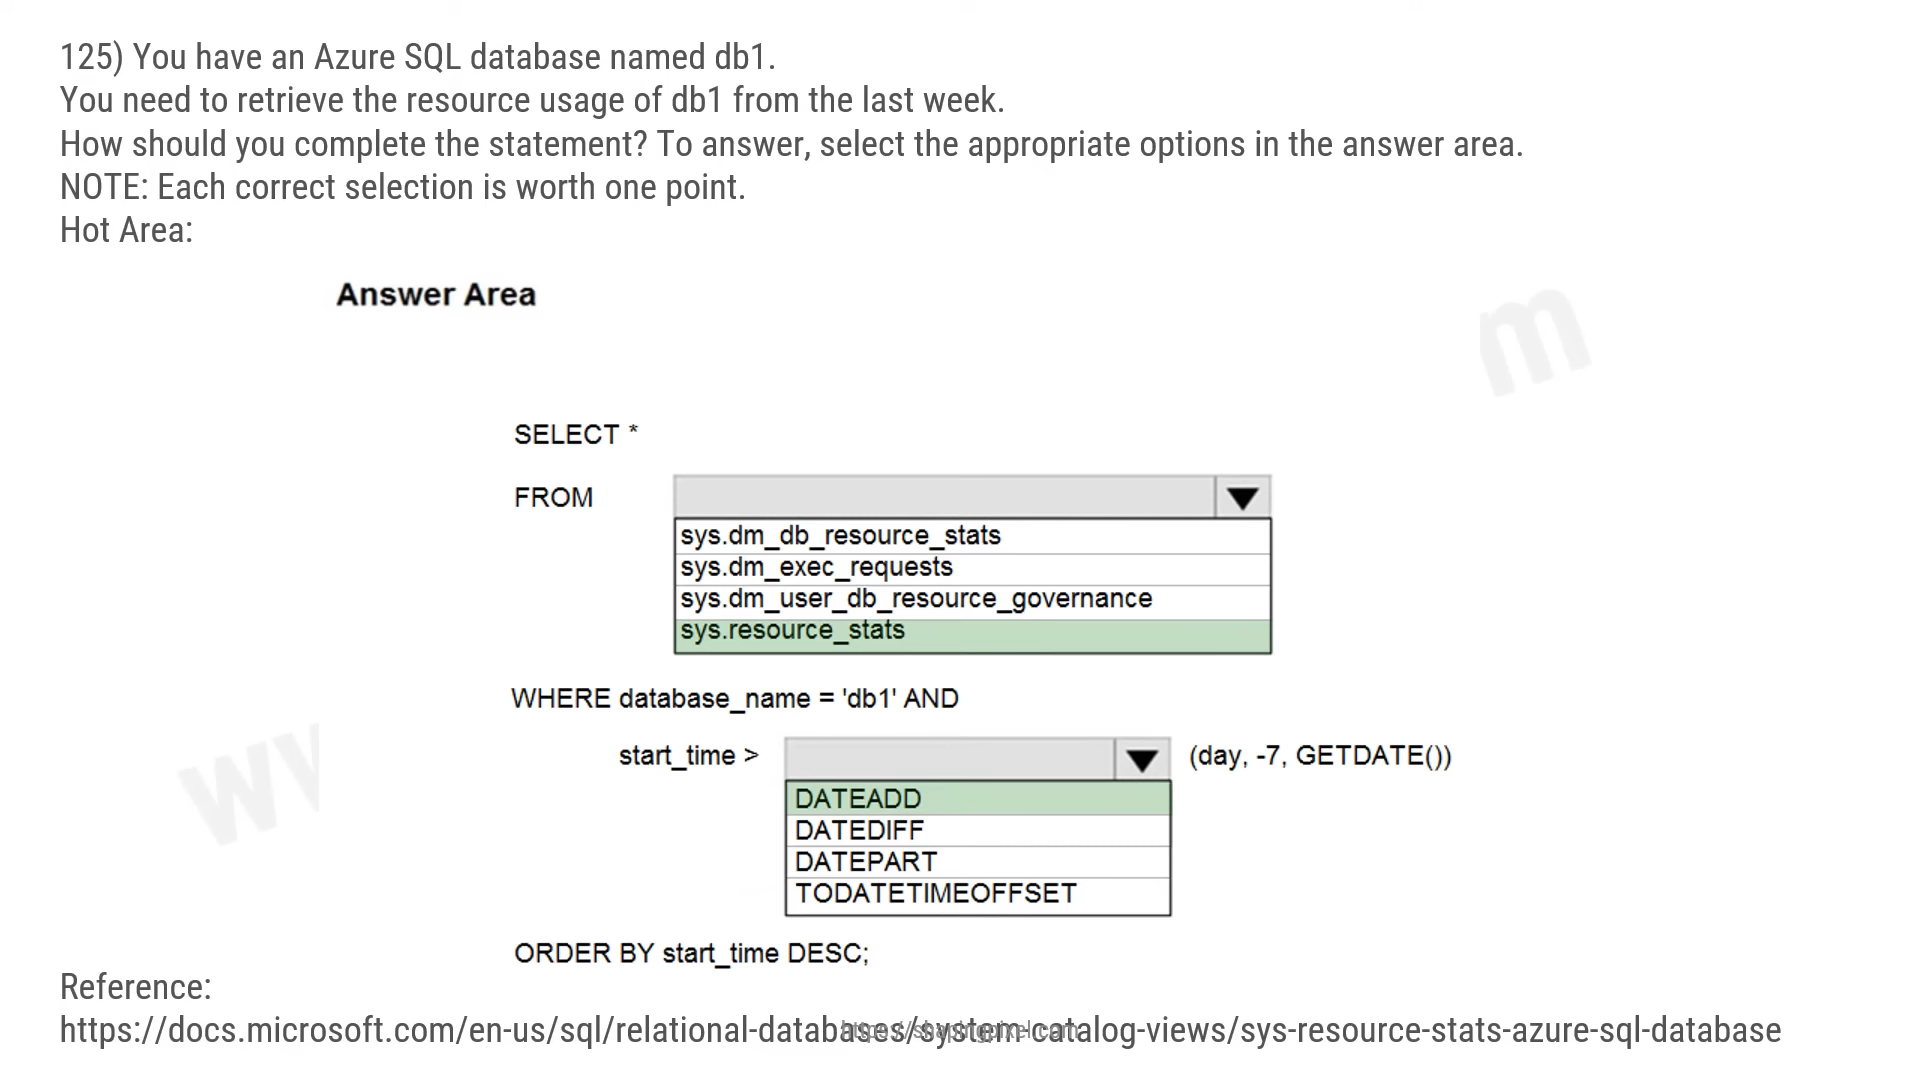 125) You have an Azure SQL database named db1.
You need to retrieve the resource usage of db1 from the last week.
How should you complete the statement? To answer, select the appropriate options in the answer area.
NOTE: Each correct selection is worth one point.
Hot Area:
Answer Area
m
SELECT *
FROM
sys.dm_db_resource_stats
sys.dm_exec_requests
sys.dm_user_db_resource_governance
sys.resource_stats
WHERE database_name = 'db1' AND
start_time > (day, -7, GETDATE())
DATEADD
DATEDIFF
DATEPART
TODATETIMEOFFSET
ORDER BY start_time DESC;
Reference:
https://docs.microsoft.com/en-us/sql/relational-databases/system-catalog-views/sys-resource-stats-azure-sql-database
https://shapingpixel.com